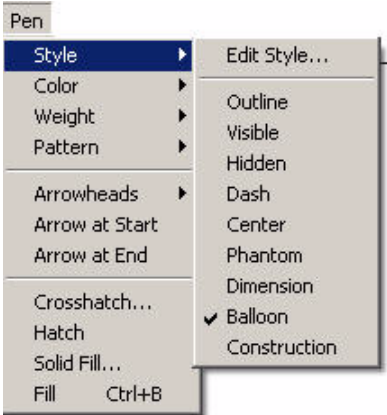 Pen
Style
Color
Weight
Pattern
Arrowheads
Arrow at Start
Arrow at End
Crosshatch...
Hatch
Solid Fill...
Fill Ctrl+B
Edit Style...
Outline
Visible
Hidden
Dash
Center
Phantom
Dimension
Balloon
Construction